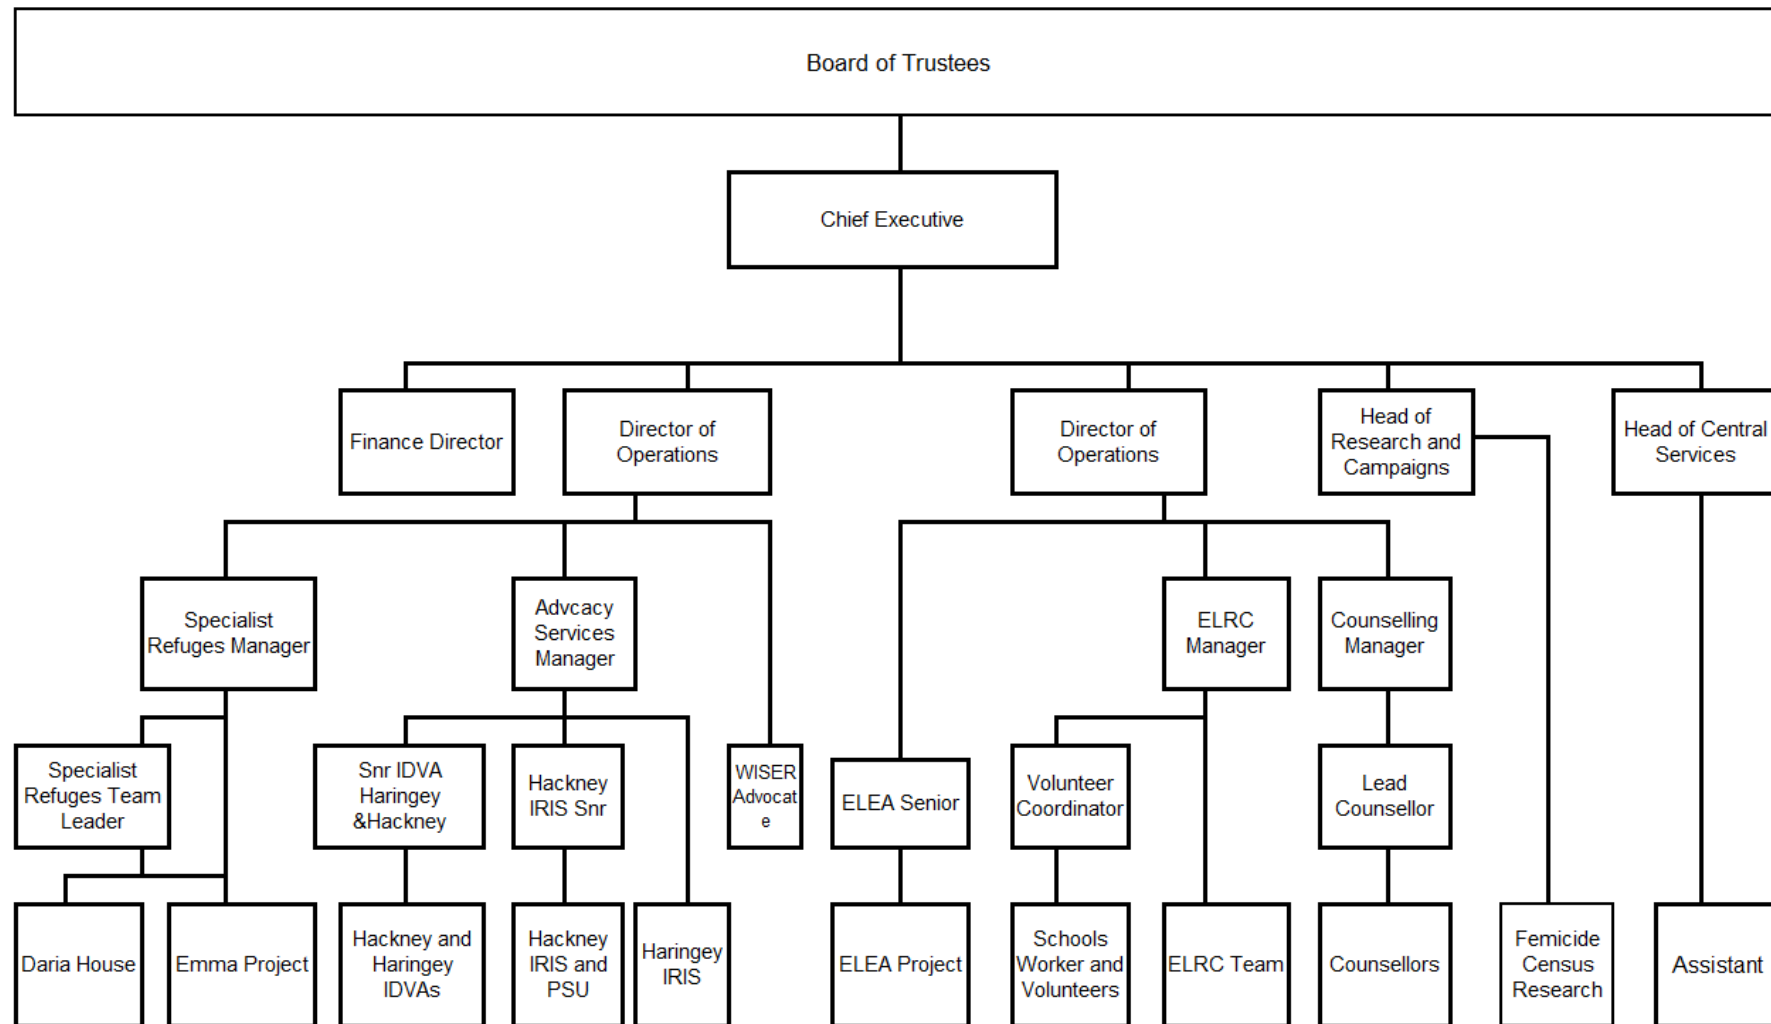 Board of Trustees
Chief Executive
Finance Director
Director of
Operations
Director of
Operations
Head of
Research and
Campaigns
Head of Central
Services
Specialist
Refuges Manager
Advcacy
Services
Manager
ELRC
Manager
Counselling
Manager
Specialist
Refuges Team
Leader
Snr IDVA
Haringey
&Hackney
Hackney
IRIS Snr
WISER
Advocat
e
ELEA Senior
Volunteer
Coordinator
Lead
Counsellor
Daria House
Emma Project
Hackney and
Haringey
IDVAs
Hackney
IRIS and
PSU
Haringey
IRIS
ELEA Project
Schools
Worker and
Volunteers
ELRC Team
Counsellors
Femicide
Census
Research
Assistant